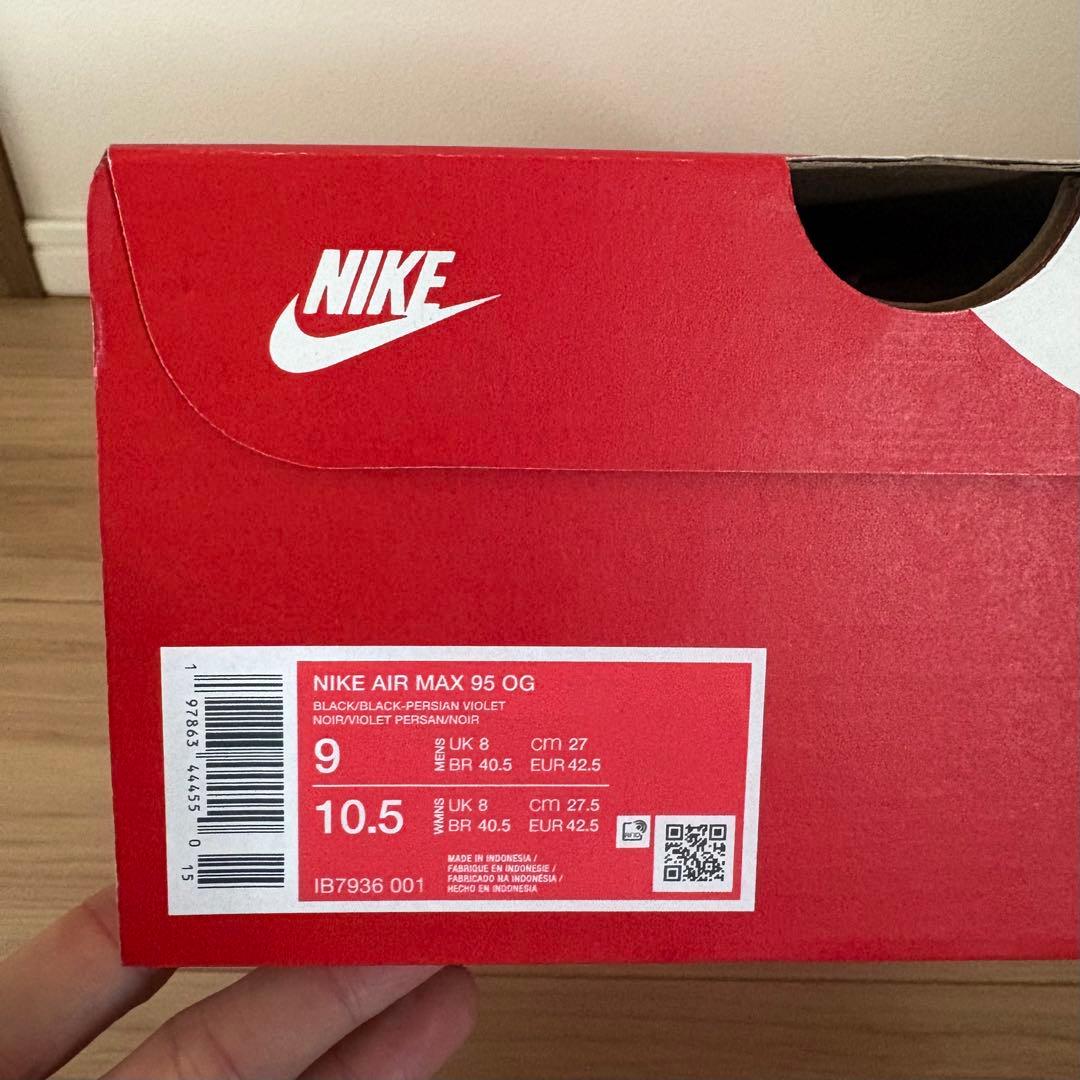 NIKE
NIKE AIR MAX 95 OG
BLACK/BLACK-PERSIAN VIOLET
NOIR/VIOLET PERSAN/NOIR
9 MENS UK 8 cm 27
BR 40.5 EUR 42.5
10.5 WMNS UK 8 cm 27.5
BR 40.5 EUR 42.5
MADE IN INDONESIA /
FABRIQUE EN INDONESIE /
FABRICADO NA INDONÉSIA /
HECHO EN INDONESIA
IB7936 001
RFID
1 97863 44455 0 15